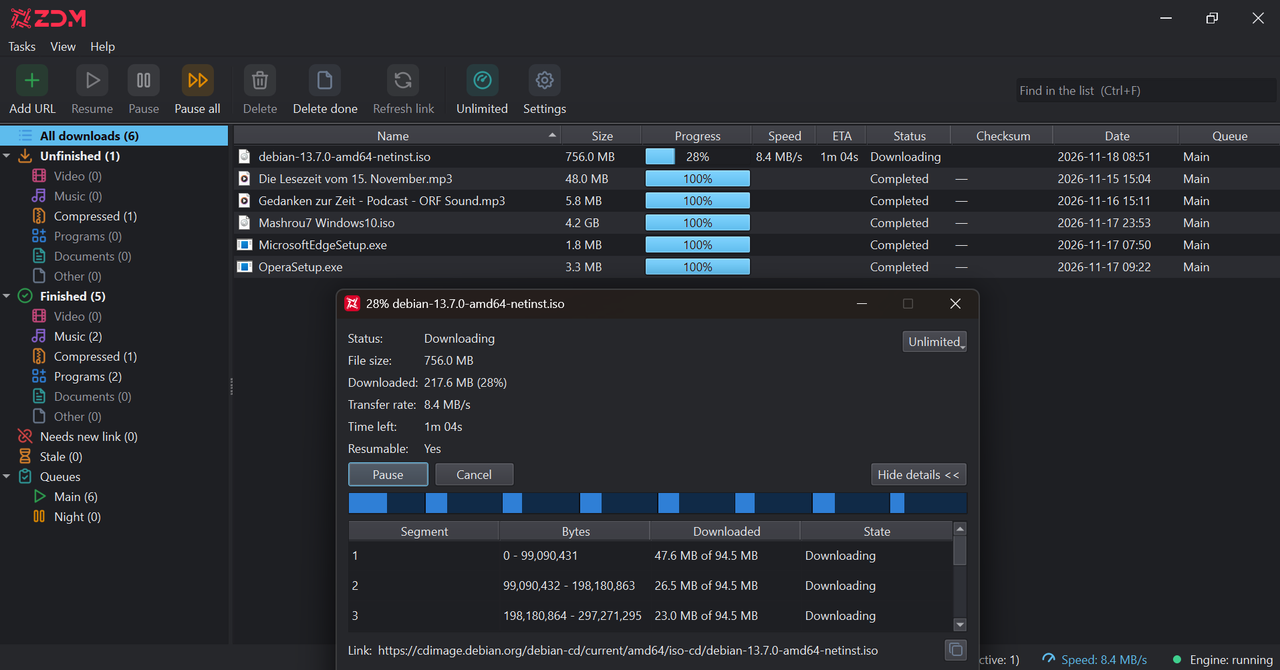 ZDM
Tasks View Help
Add URL Resume Pause Pause all Delete Delete done Refresh link Unlimited Settings
Find in the list (Ctrl+F)
All downloads (6)
Unfinished (1)
Video (0)
Music (0)
Compressed (1)
Programs (0)
Documents (0)
Other (0)
Finished (5)
Video (0)
Music (2)
Compressed (1)
Programs (2)
Documents (0)
Other (0)
Needs new link (0)
Stale (0)
Queues
Main (6)
Night (0)
Name Size Progress Speed ETA Status Checksum Date Queue
debian-13.7.0-amd64-netinst.iso 756.0 MB 28% 8.4 MB/s 1m 04s Downloading 2026-11-18 08:51 Main
Die Lesezeit vom 15. November.mp3 48.0 MB 100% Completed — 2026-11-15 15:04 Main
Gedanken zur Zeit - Podcast - ORF Sound.mp3 5.8 MB 100% Completed — 2026-11-16 15:11 Main
Mashrou7 Windows10.iso 4.2 GB 100% Completed — 2026-11-17 23:53 Main
MicrosoftEdgeSetup.exe 1.8 MB 100% Completed — 2026-11-17 07:50 Main
OperaSetup.exe 3.3 MB 100% Completed — 2026-11-17 09:22 Main
28% debian-13.7.0-amd64-netinst.iso
Status: Downloading
Unlimited
File size: 756.0 MB
Downloaded: 217.6 MB (28%)
Transfer rate: 8.4 MB/s
Time left: 1m 04s
Resumable: Yes
Pause Cancel Hide details <<
Segment Bytes Downloaded State
1 0 - 99,090,431 47.6 MB of 94.5 MB Downloading
2 99,090,432 - 198,180,863 26.5 MB of 94.5 MB Downloading
3 198,180,864 - 297,271,295 23.0 MB of 94.5 MB Downloading
Link: https://cdimage.debian.org/debian-cd/current/amd64/iso-cd/debian-13.7.0-amd64-netinst.iso
ctive: 1) Speed: 8.4 MB/s Engine: running